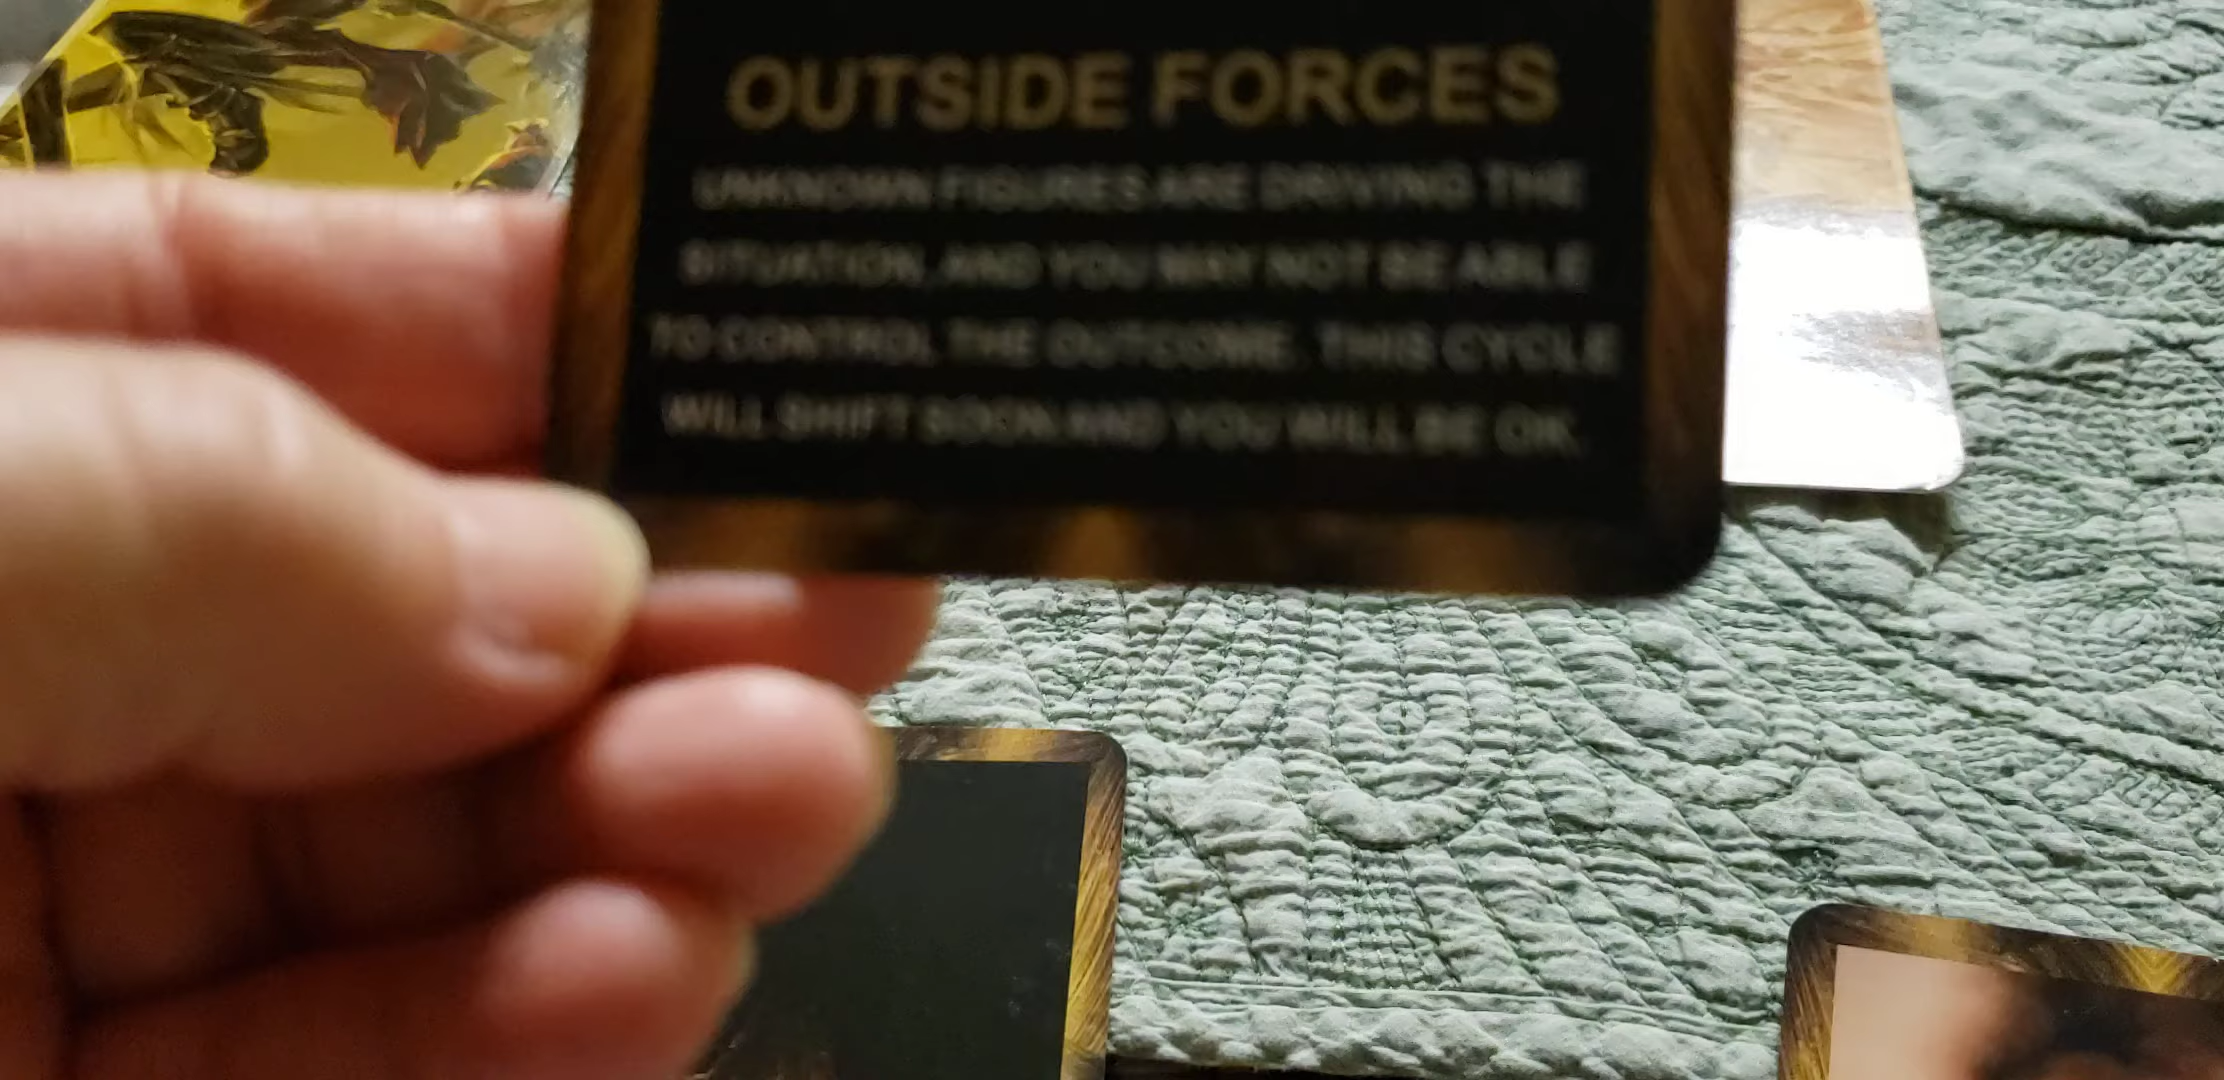 OUTSIDE FORCES
UNKNOWN FIGURES ARE DRIVING THE
SITUATION, AND YOU MAY NOT BE ABLE
TO CONTROL THE OUTCOME. THIS CYCLE
WILL SHIFT SOON AND YOU WILL BE OK.